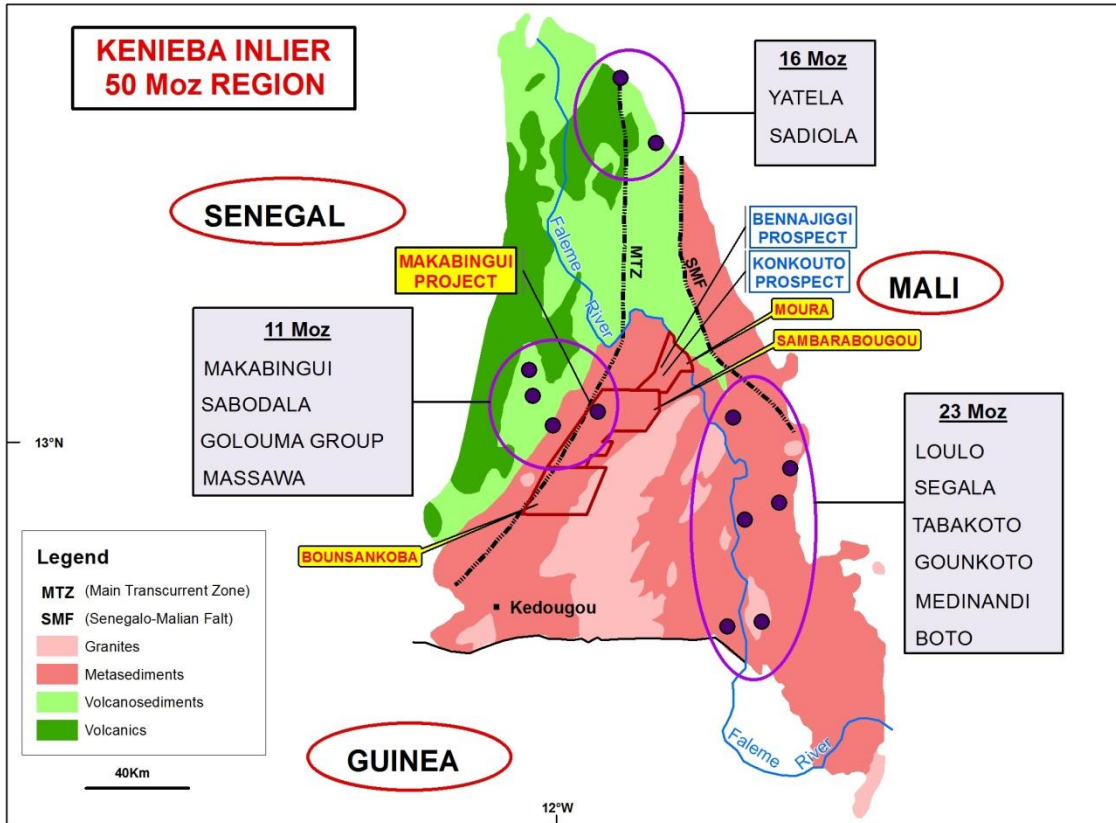 KENIEBA INLIER
50 Moz REGION
16 Moz
YATELA
SADIOLA
SENEGAL
Faleme
River
MTZ
SMF
BENNAJIGGI
PROSPECT
KONKOUTO
PROSPECT
MAKABINGUI
PROJECT
MALI
MOURA
SAMBARABOUGOU
11 Moz
MAKABINGUI
SABODALA
GOLOUMA GROUP
MASSAWA
13°N
23 Moz
LOULO
SEGALA
TABAKOTO
GOUNKOTO
MEDINANDI
BOTO
BOUNSANKOBA
Kedougou
Legend
MTZ (Main Transcurrent Zone)
SMF (Senegalo-Malian Falt)
Granites
Metasediments
Volcanosediments
Volcanics
40Km
GUINEA
Faleme River
12°W